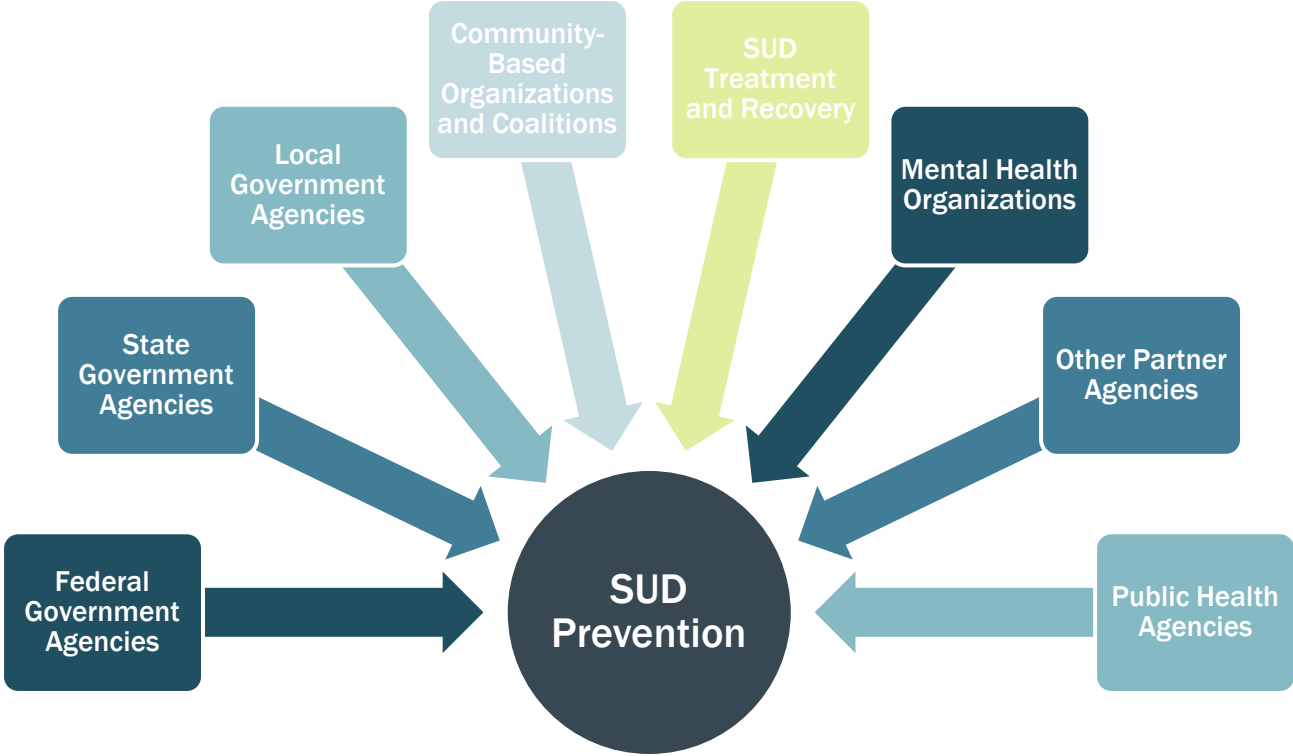 Federal
Government
Agencies
State
Government
Agencies
Local
Government
Agencies
Community-
Based
Organizations
and Coalitions
SUD
Treatment
and Recovery
Mental Health
Organizations
Other Partner
Agencies
Public Health
Agencies
SUD
Prevention